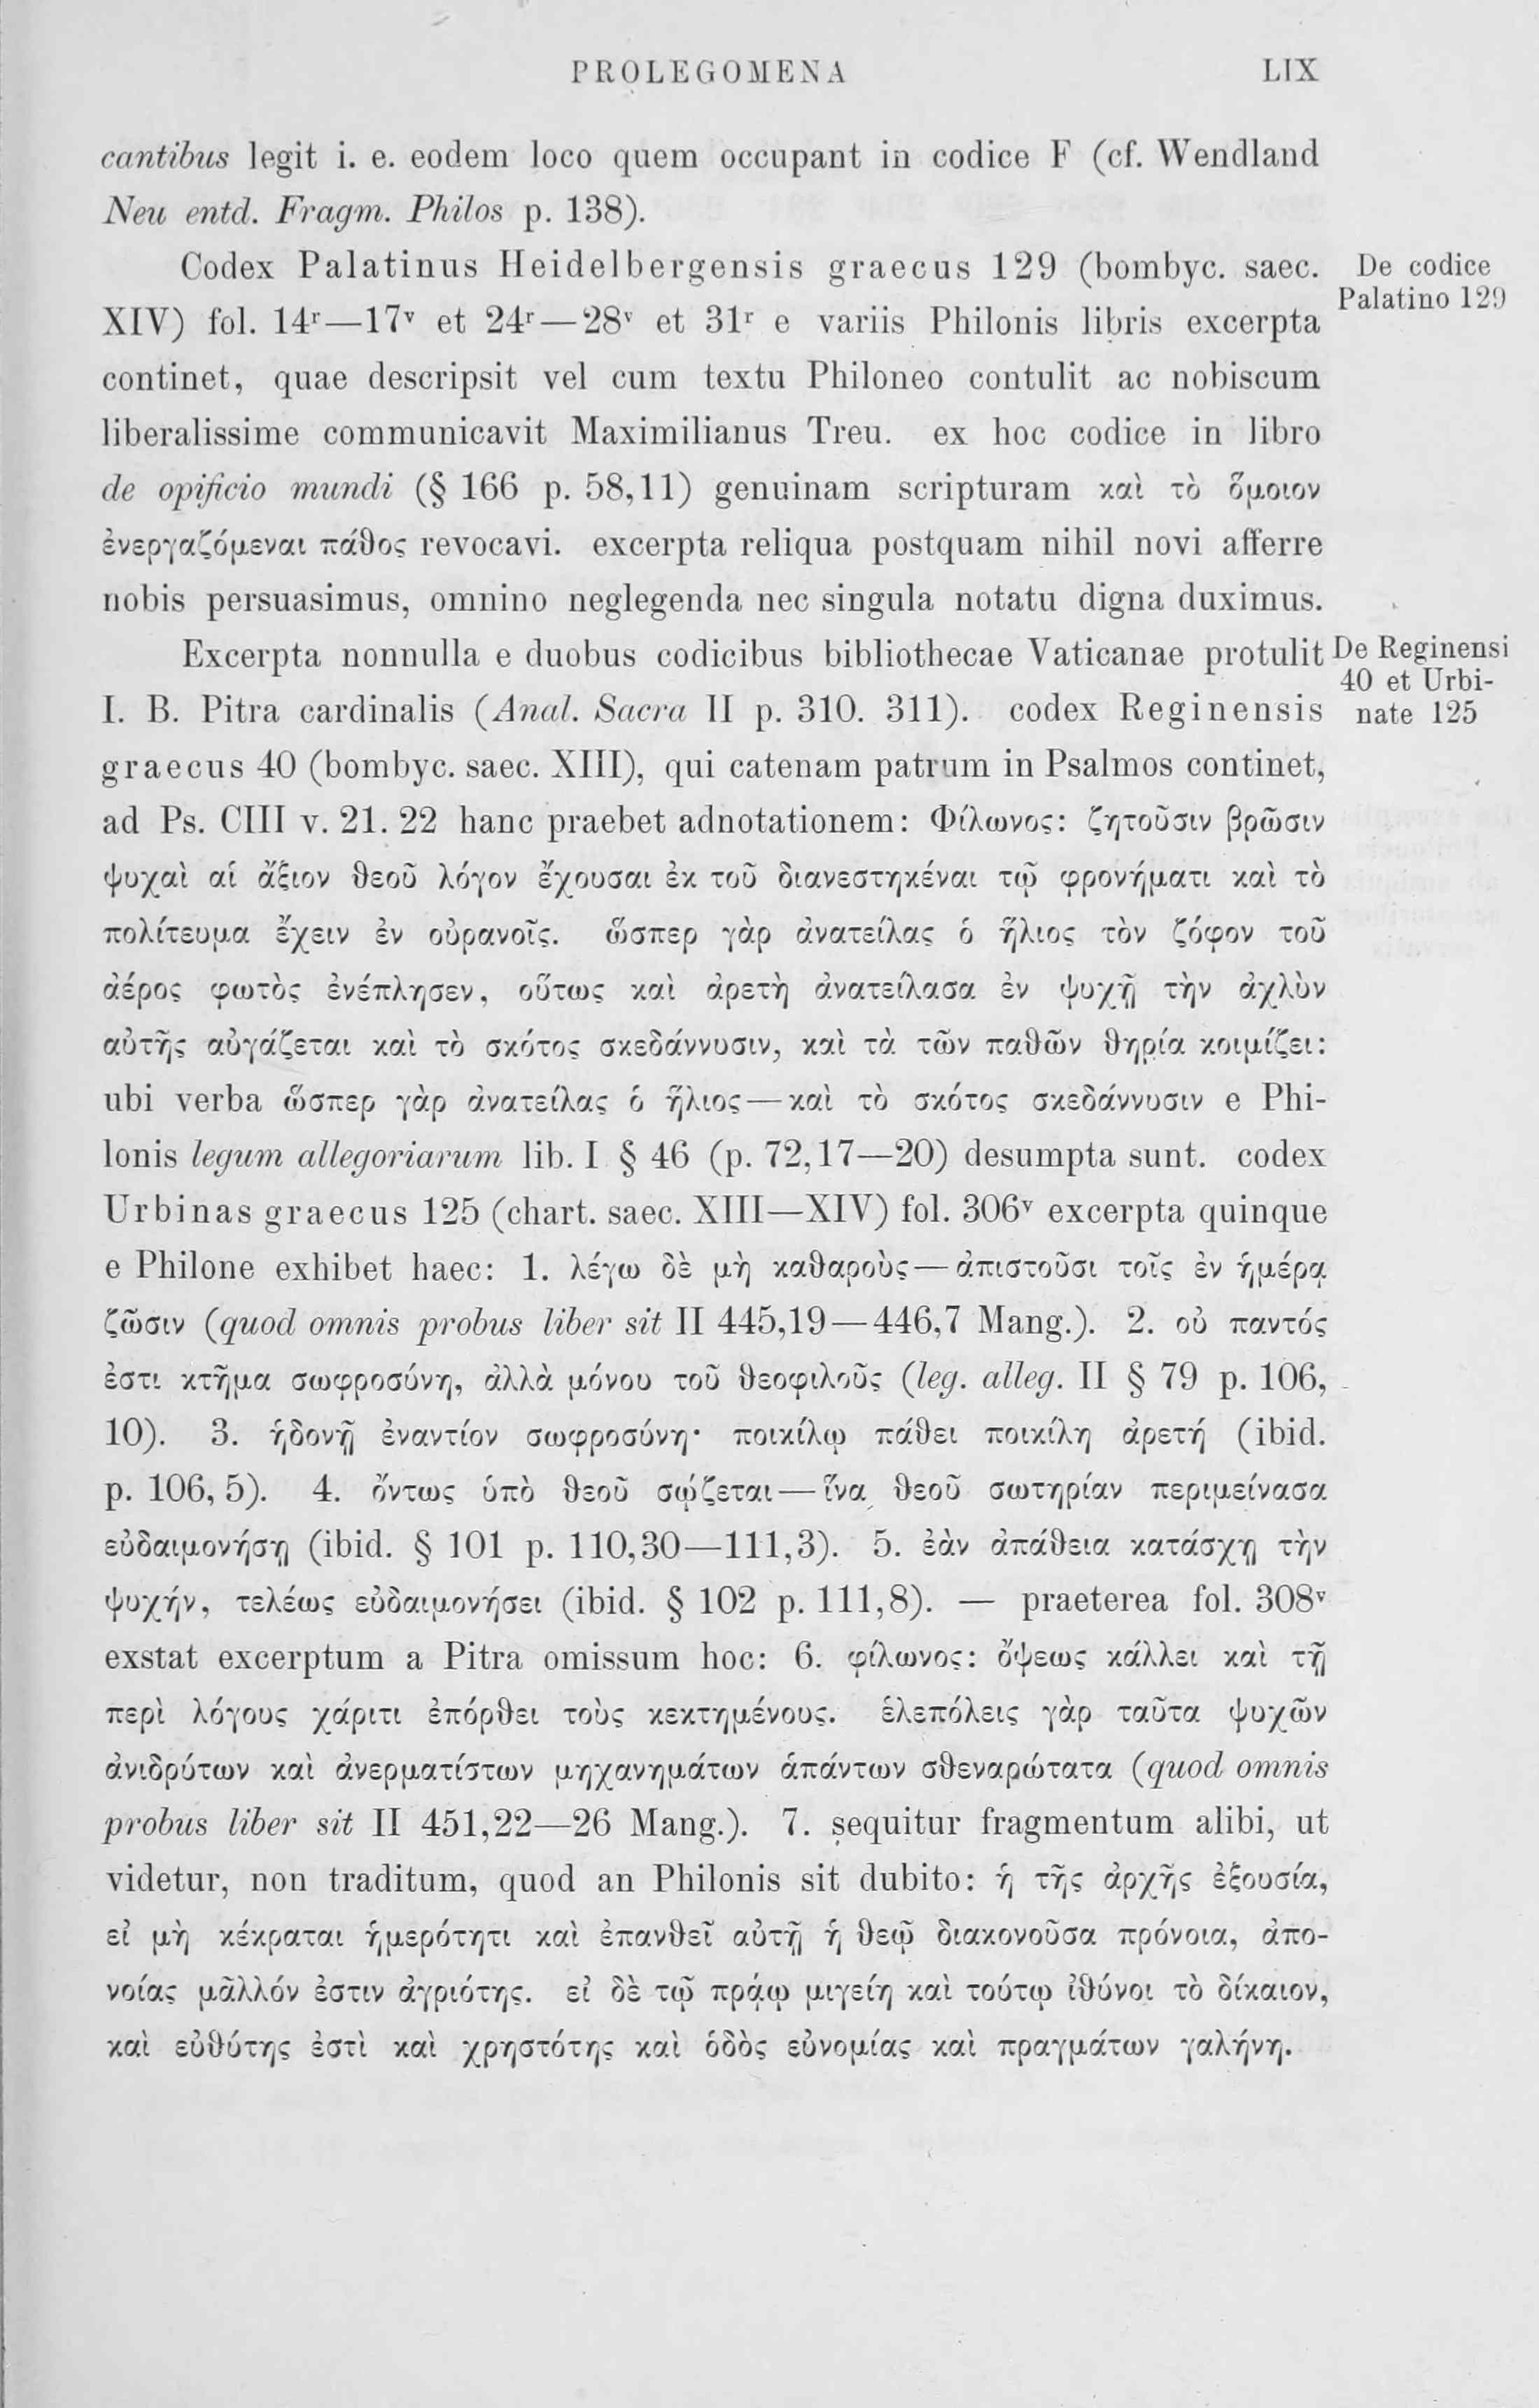 PROLEGOMENA LIX
cantibus legit i. e. eodem loco quem occupant in codice F (cf. Wendland
Neu entd. Fragm. Philos p. 138).
Codex Palatinus Heidelbergensis graecus 129 (bombyc. saec.
De codice
Palatino 129
XIV) fol. 14r—17v et 24r—28v et 31r e variis Philonis libris excerpta
continet, quae descripsit vel cum textu Philoneo contulit ac nobiscum
liberalissime communicavit Maximilianus Treu. ex hoc codice in libro
de opificio mundi (§ 166 p. 58,11) genuinam scripturam καὶ τὸ ὅμοιον
ἐνεργαζόμεναι πάθος revocavi. excerpta reliqua postquam nihil novi afferre
nobis persuasimus, omnino neglegenda nec singula notatu digna duximus.
Excerpta nonnulla e duobus codicibus bibliothecae Vaticanae protulit
De Reginensi
40 et Urbi-
nate 125
I. B. Pitra cardinalis (Anal. Sacra II p. 310. 311). codex Reginensis
graecus 40 (bombyc. saec. XIII), qui catenam patrum in Psalmos continet,
ad Ps. CIII v. 21. 22 hanc praebet adnotationem: Φίλωνος: ζητοῦσιν βρῶσιν
ψυχαὶ αἱ ἄξιον θεοῦ λόγον ἔχουσαι ἐκ τοῦ διανεστηκέναι τῷ φρονήματι καὶ τὸ
πολίτευμα ἔχειν ἐν οὐρανοῖς. ὥσπερ γὰρ ἀνατείλας ὁ ἥλιος τὸν ζόφον τοῦ
ἀέρος φωτὸς ἐνέπλησεν, οὕτως καὶ ἀρετὴ ἀνατείλασα ἐν ψυχῇ τὴν ἀχλὺν
αὐτῆς αὐγάζεται καὶ τὸ σκότος σκεδάννυσιν, καὶ τὰ τῶν παθῶν θηρία κοιμίζει:
ubi verba ὥσπερ γὰρ ἀνατείλας ὁ ἥλιος—καὶ τὸ σκότος σκεδάννυσιν e Phi-
lonis legum allegoriarum lib. I § 46 (p. 72,17—20) desumpta sunt. codex
Urbinas graecus 125 (chart. saec. XIII—XIV) fol. 306v excerpta quinque
e Philone exhibet haec: 1. λέγω δὲ μὴ καθαροὺς—ἀπιστοῦσι τοῖς ἐν ἡμέρᾳ
ζῶσιν (quod omnis probus liber sit II 445,19—446,7 Mang.). 2. οὐ παντός
ἐστι κτῆμα σωφροσύνη, ἀλλὰ μόνου τοῦ θεοφιλοῦς (leg. alleg. II § 79 p. 106,
10). 3. ἡδονῇ ἐναντίον σωφροσύνη· ποικίλῳ πάθει ποικίλη ἀρετή (ibid.
p. 106, 5). 4. ὄντως ὑπὸ θεοῦ σῴζεται—ἵνα θεοῦ σωτηρίαν περιμείνασα
εὐδαιμονήσῃ (ibid. § 101 p. 110,30—111,3). 5. ἐὰν ἀπάθεια κατάσχῃ τὴν
ψυχήν, τελέως εὐδαιμονήσει (ibid. § 102 p. 111,8). — praeterea fol. 308v
exstat excerptum a Pitra omissum hoc: 6. φίλωνος: ὄψεως κάλλει καὶ τῇ
περὶ λόγους χάριτι ἐπόρθει τοὺς κεκτημένους. ἑλεπόλεις γὰρ ταῦτα ψυχῶν
ἀνιδρύτων καὶ ἀνερματίστων μηχανημάτων ἁπάντων σθεναρώτατα (quod omnis
probus liber sit II 451,22—26 Mang.). 7. sequitur fragmentum alibi, ut
videtur, non traditum, quod an Philonis sit dubito: ἡ τῆς ἀρχῆς ἐξουσία,
εἰ μὴ κέκραται ἡμερότητι καὶ ἐπανθεῖ αὐτῇ ἡ θεῷ διακονοῦσα πρόνοια, ἀπο-
νοίας μᾶλλόν ἐστιν ἀγριότης. εἰ δὲ τῷ πράῳ μιγείη καὶ τούτῳ ἰθύνοι τὸ δίκαιον,
καὶ εὐθύτης ἐστὶ καὶ χρηστότης καὶ ὁδὸς εὐνομίας καὶ πραγμάτων γαλήνη.